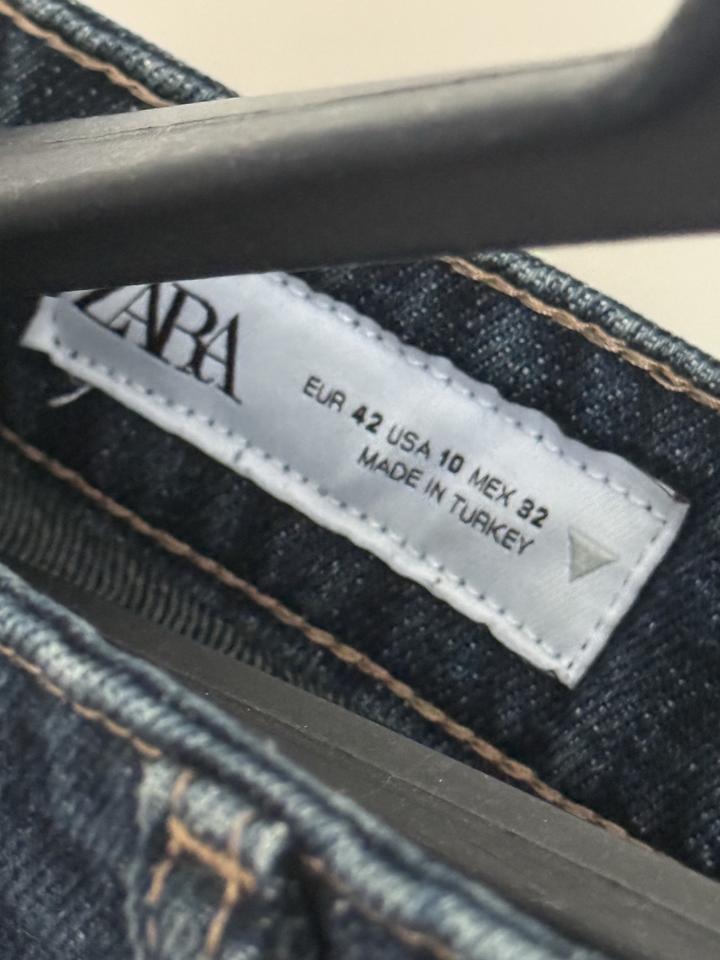 ZARA
EUR 42 USA 10 MEX 32
MADE IN TURKEY